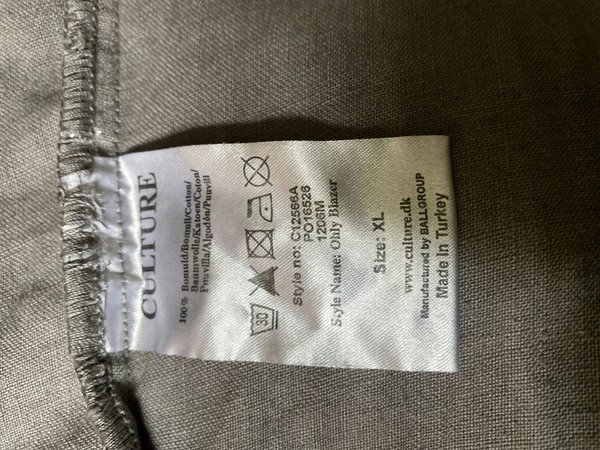 CULTURE
100% Bomuld/Bomull/Cotton/
Baumwolle/Katoen/Coton/
Puuvilla/Algodón/Puuvill
30
Style no: C12566A
PO16526
1206M
Style Name: Obly Blazer
Size: XL
www.culture.dk
Manufactured by BALLGROUP
Made In Turkey